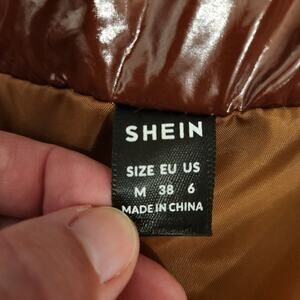 SHEIN
SIZE EU US
M 38 6
MADE IN CHINA